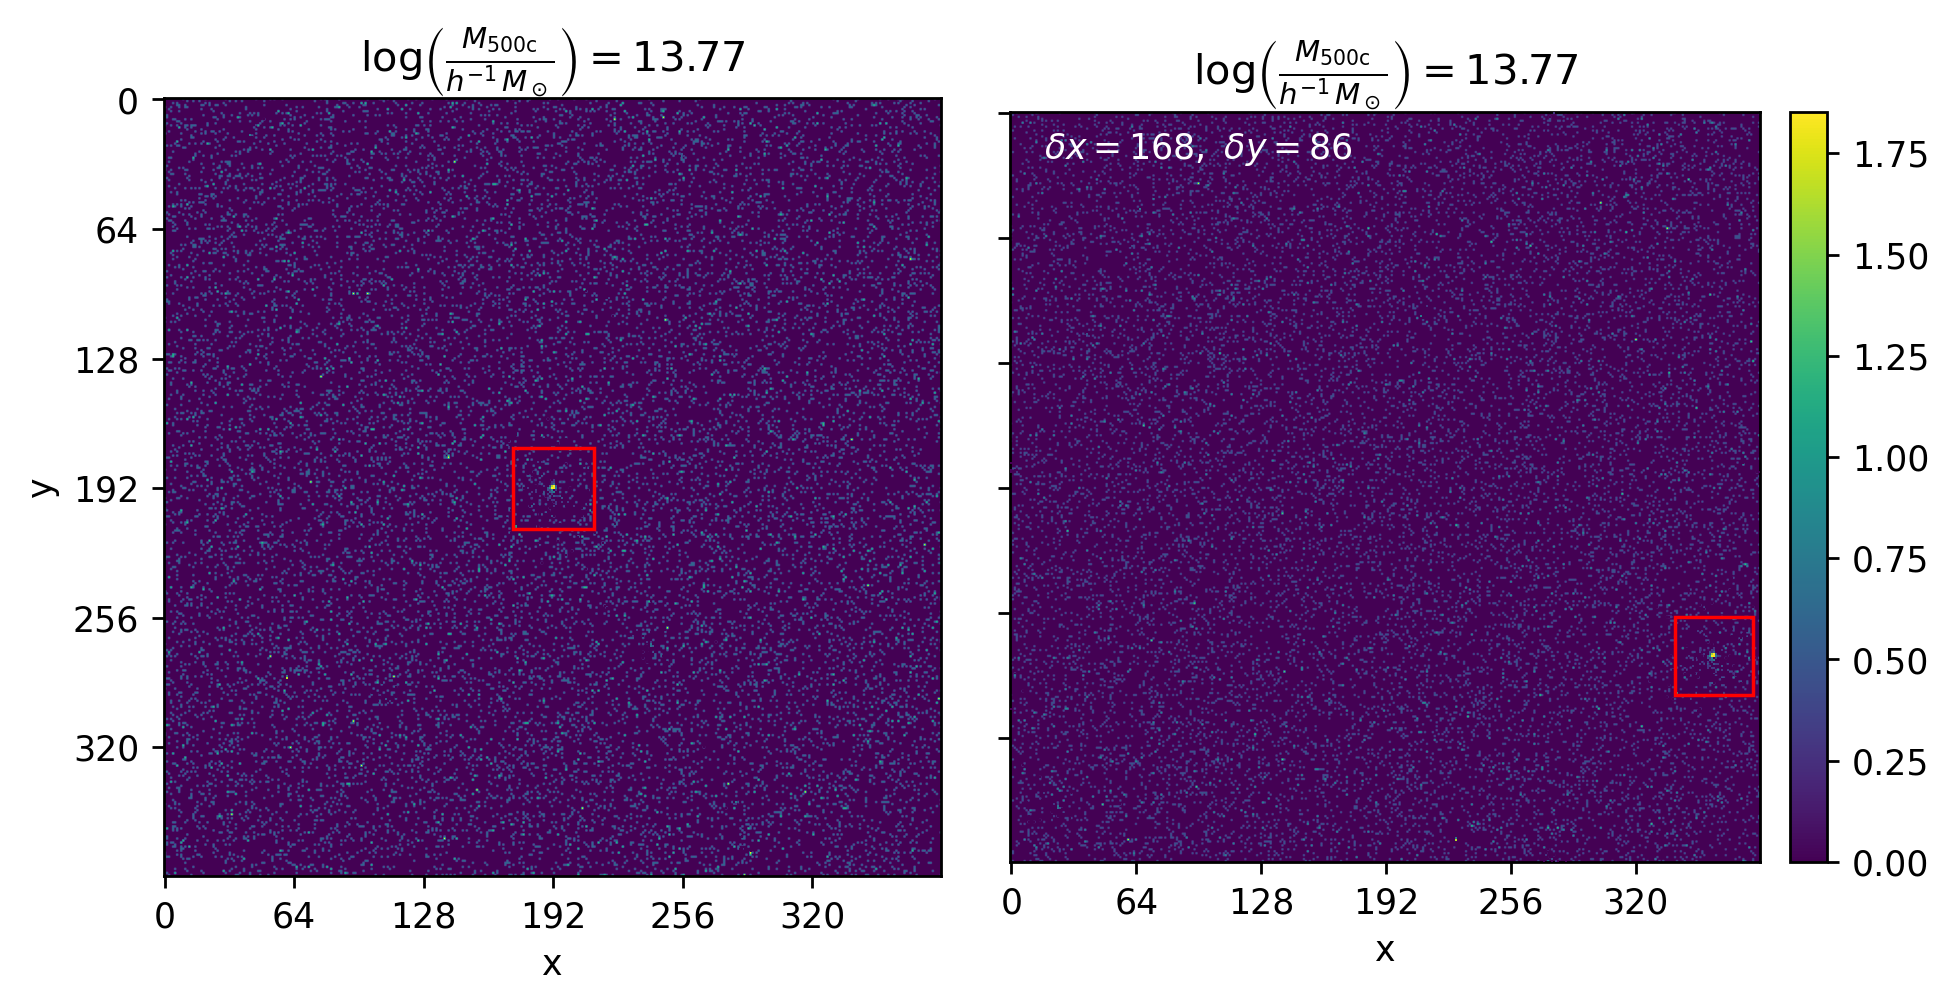 log(M₅₀₀c / h⁻¹ M⊙) = 13.77
0
64
128
192
256
320
y
0 64 128 192 256 320
x
log(M₅₀₀c / h⁻¹ M⊙) = 13.77
δx = 168, δy = 86
0 64 128 192 256 320
x
1.75
1.50
1.25
1.00
0.75
0.50
0.25
0.00